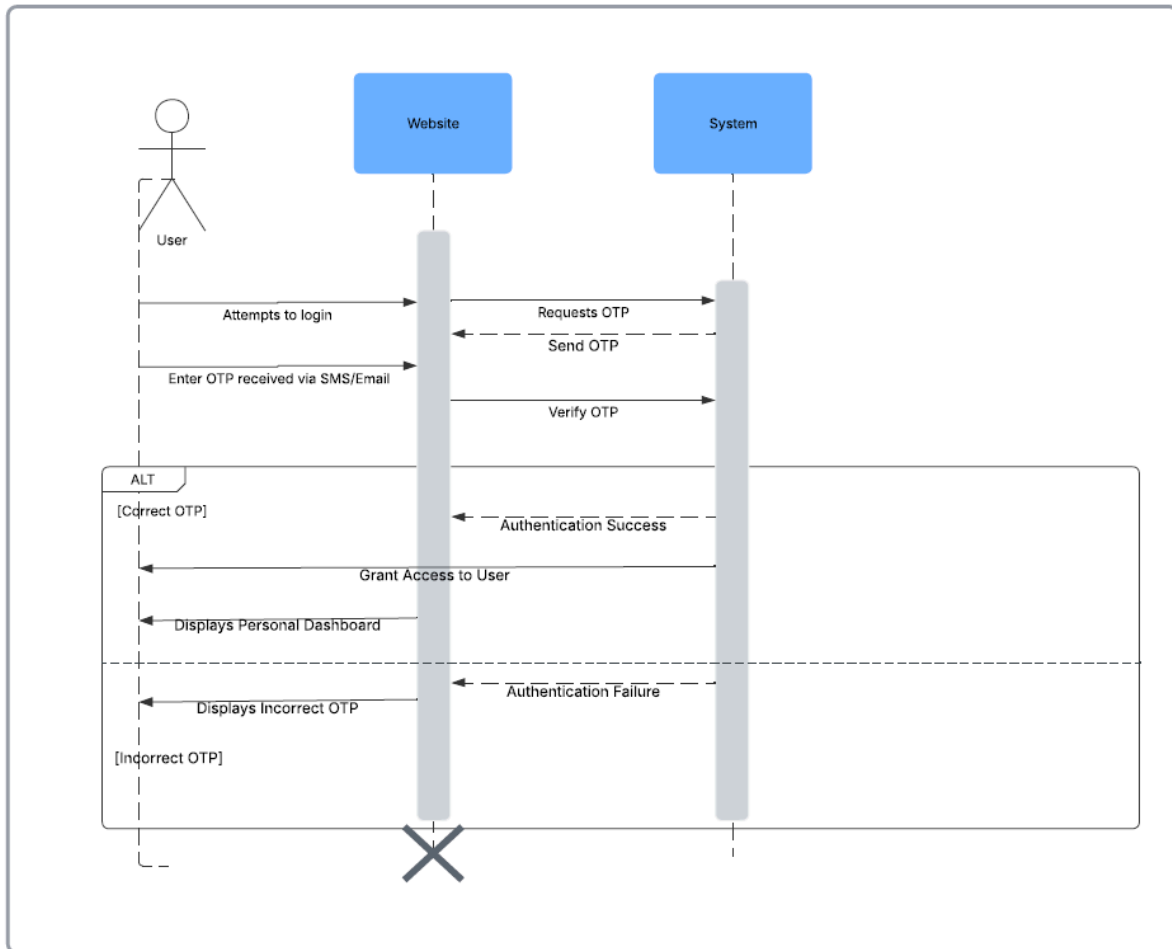 Website
System
User
Attempts to login
Requests OTP
Send OTP
Enter OTP received via SMS/Email
Verify OTP
ALT
[Correct OTP]
Authentication Success
Grant Access to User
Displays Personal Dashboard
Authentication Failure
Displays Incorrect OTP
[Incorrect OTP]